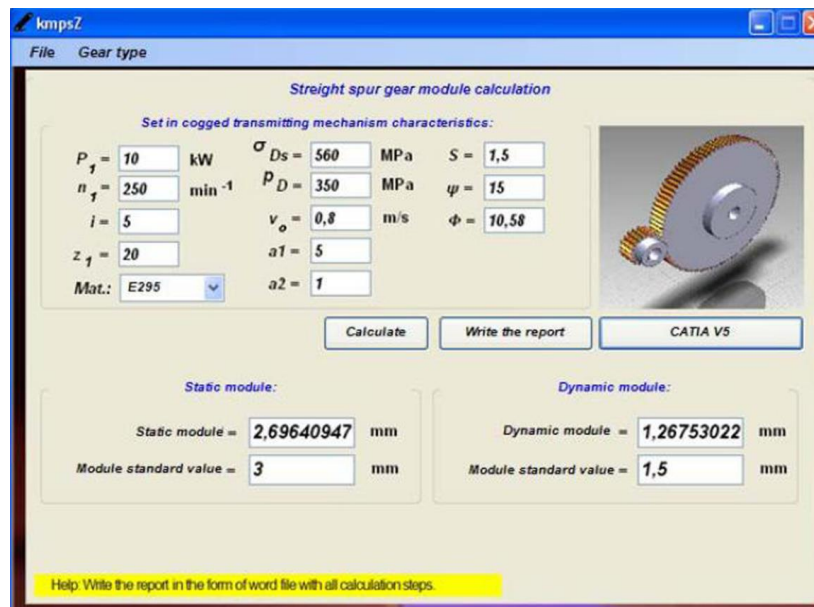 kmpsZ
File Gear type
Streight spur gear module calculation
Set in cogged transmitting mechanism characteristics:
P1 = 10 kW σDs = 560 MPa S = 1,5
n1 = 250 min-1 PD = 350 MPa ψ = 15
i = 5 vo = 0,8 m/s Φ = 10,58
z1 = 20 a1 = 5
Mat.: E295 a2 = 1
Calculate Write the report CATIA V5
Static module: Dynamic module:
Static module = 2,69640947 mm Dynamic module = 1,26753022 mm
Module standard value = 3 mm Module standard value = 1,5 mm
Help: Write the report in the form of word file with all calculation steps.